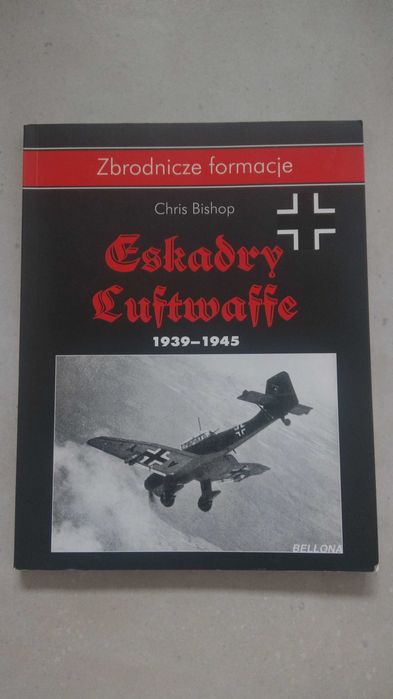 Zbrodnicze formacje
Chris Bishop
Eskadry
Luftwaffe
1939–1945
BELLONA